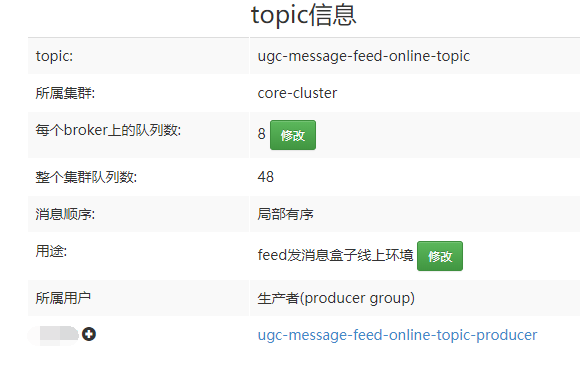 topic信息
topic: ugc-message-feed-online-topic
所属集群: core-cluster
每个broker上的队列数: 8 修改
整个集群队列数: 48
消息顺序: 局部有序
用途: feed发消息盒子线上环境 修改
所属用户 生产者(producer group)
ugc-message-feed-online-topic-producer